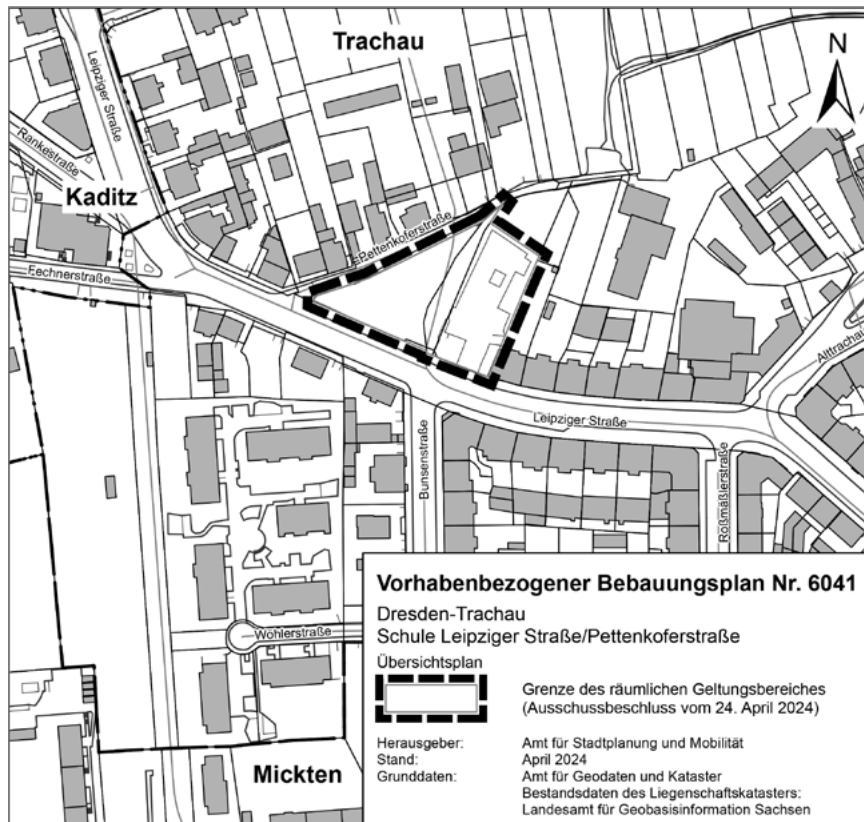 Trachau
N
Leipziger Straße
Rankestraße
Kaditz
Pettenkoferstraße
Fechnerstraße
Leipziger Straße
Alttrachau
Bunsenstraße
Roßmäßlerstraße
Wöhlerstraße
Mickten
Vorhabenbezogener Bebauungsplan Nr. 6041
Dresden-Trachau
Schule Leipziger Straße/Pettenkoferstraße
Übersichtsplan
Grenze des räumlichen Geltungsbereiches
(Ausschussbeschluss vom 24. April 2024)
Herausgeber: Amt für Stadtplanung und Mobilität
Stand: April 2024
Grunddaten: Amt für Geodaten und Kataster
Bestandsdaten des Liegenschaftskatasters:
Landesamt für Geobasisinformation Sachsen